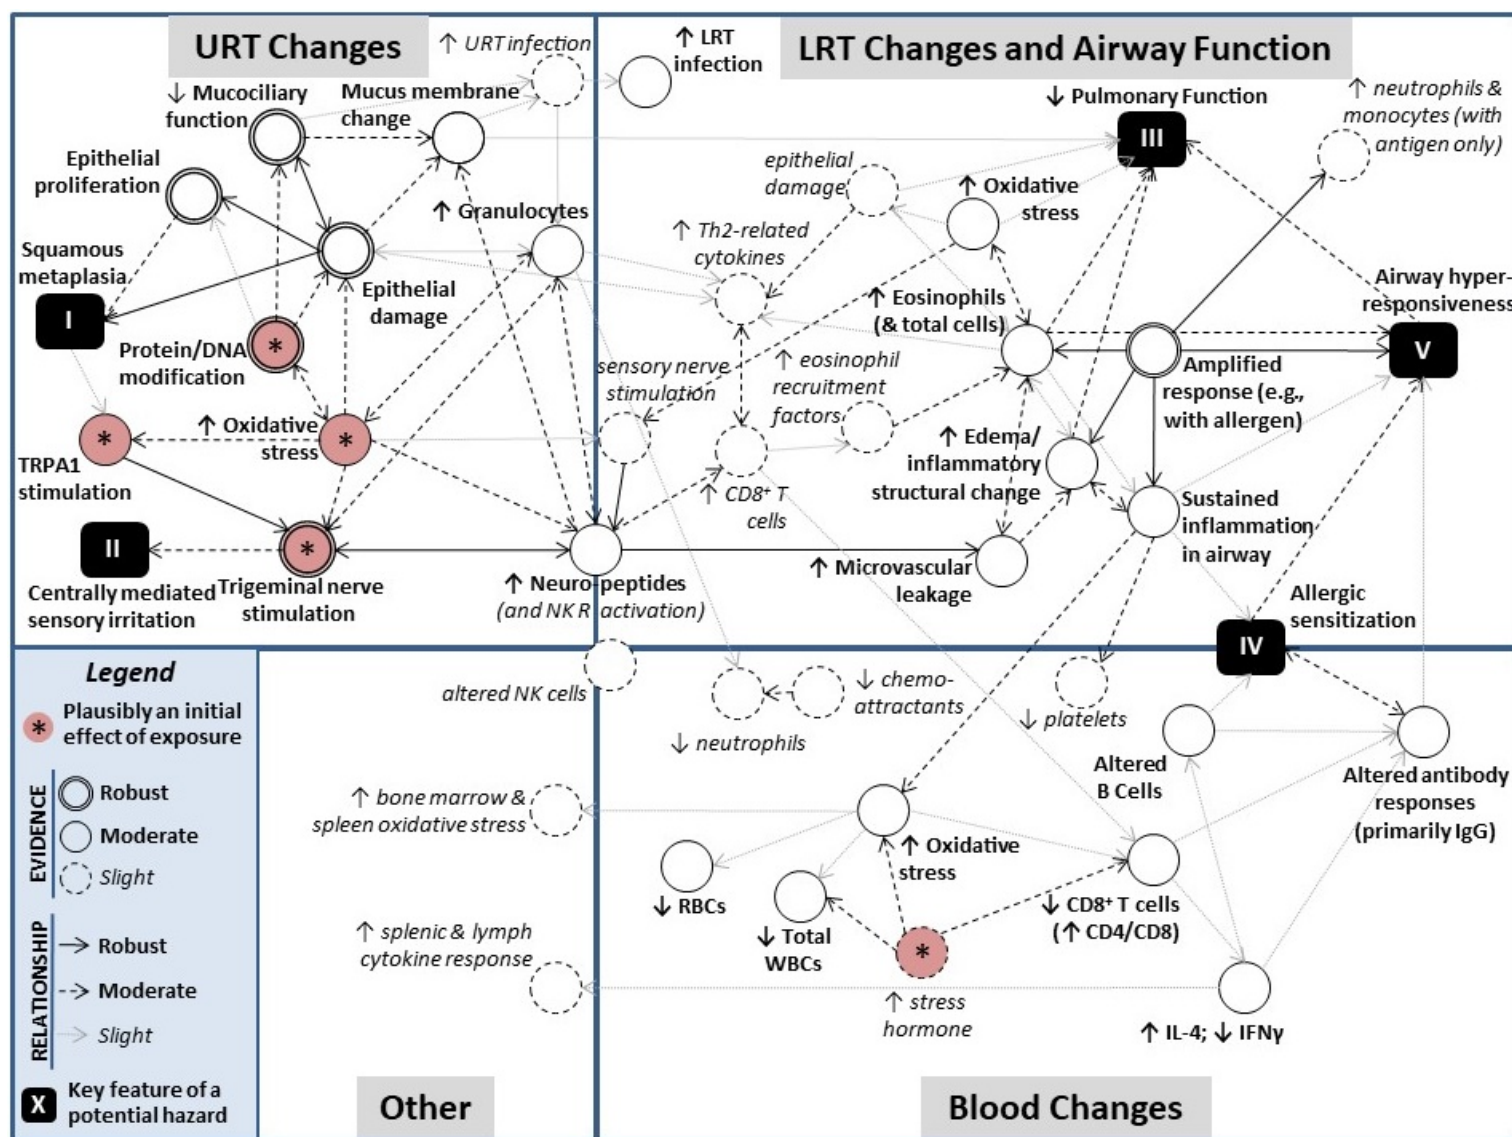 URT Changes
↑ URT infection
↓ Mucociliary
function
Mucus membrane
change
Epithelial
proliferation
↑ Granulocytes
Squamous
metaplasia
I
Epithelial
damage
Protein/DNA
modification
*
↑ Oxidative
stress
*
*
TRPA1
stimulation
II
*
Centrally mediated
sensory irritation
Trigeminal nerve
stimulation
↑ Neuro-peptides
(and NK R activation)
LRT Changes and Airway Function
↑ LRT
infection
↓ Pulmonary Function
III
↑ neutrophils &
monocytes (with
antigen only)
epithelial
damage
↑ Oxidative
stress
↑ Th2-related
cytokines
↑ Eosinophils
(& total cells)
Airway hyper-
responsiveness
V
sensory nerve
stimulation
↑ eosinophil
recruitment
factors
Amplified
response (e.g.,
with allergen)
↑ Edema/
inflammatory
structural change
↑ CD8+ T
cells
Sustained
inflammation
in airway
↑ Microvascular
leakage
Allergic
sensitization
IV
Legend
* Plausibly an initial
effect of exposure
EVIDENCE
Robust
Moderate
Slight
RELATIONSHIP
Robust
Moderate
Slight
X Key feature of a
potential hazard
altered NK cells
↑ bone marrow &
spleen oxidative stress
↑ splenic & lymph
cytokine response
Other
↓ chemo-
attractants
↓ neutrophils
↓ platelets
Altered
B Cells
Altered antibody
responses
(primarily IgG)
↑ Oxidative
stress
↓ RBCs
↓ Total
WBCs
↓ CD8+ T cells
(↑ CD4/CD8)
*
↑ stress
hormone
↑ IL-4; ↓ IFNγ
Blood Changes